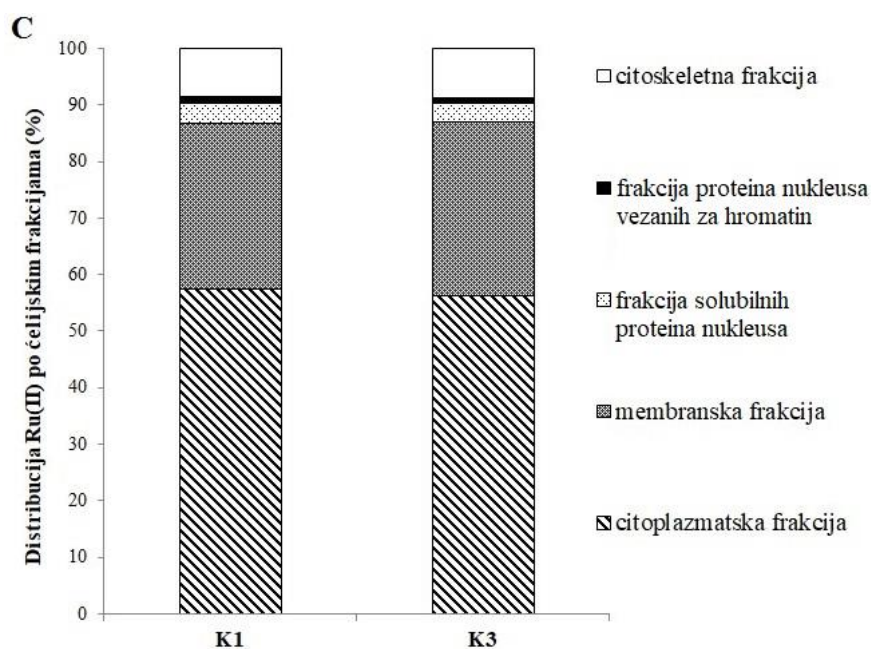 C
Distribucija Ru(II) po ćelijskim frakcijama (%)
100
90
80
70
60
50
40
30
20
10
0
K1
K3
citoskeletna frakcija
frakcija proteina nukleusa
vezanih za hromatin
frakcija solubilnih
proteina nukleusa
membranska frakcija
citoplazmatska frakcija